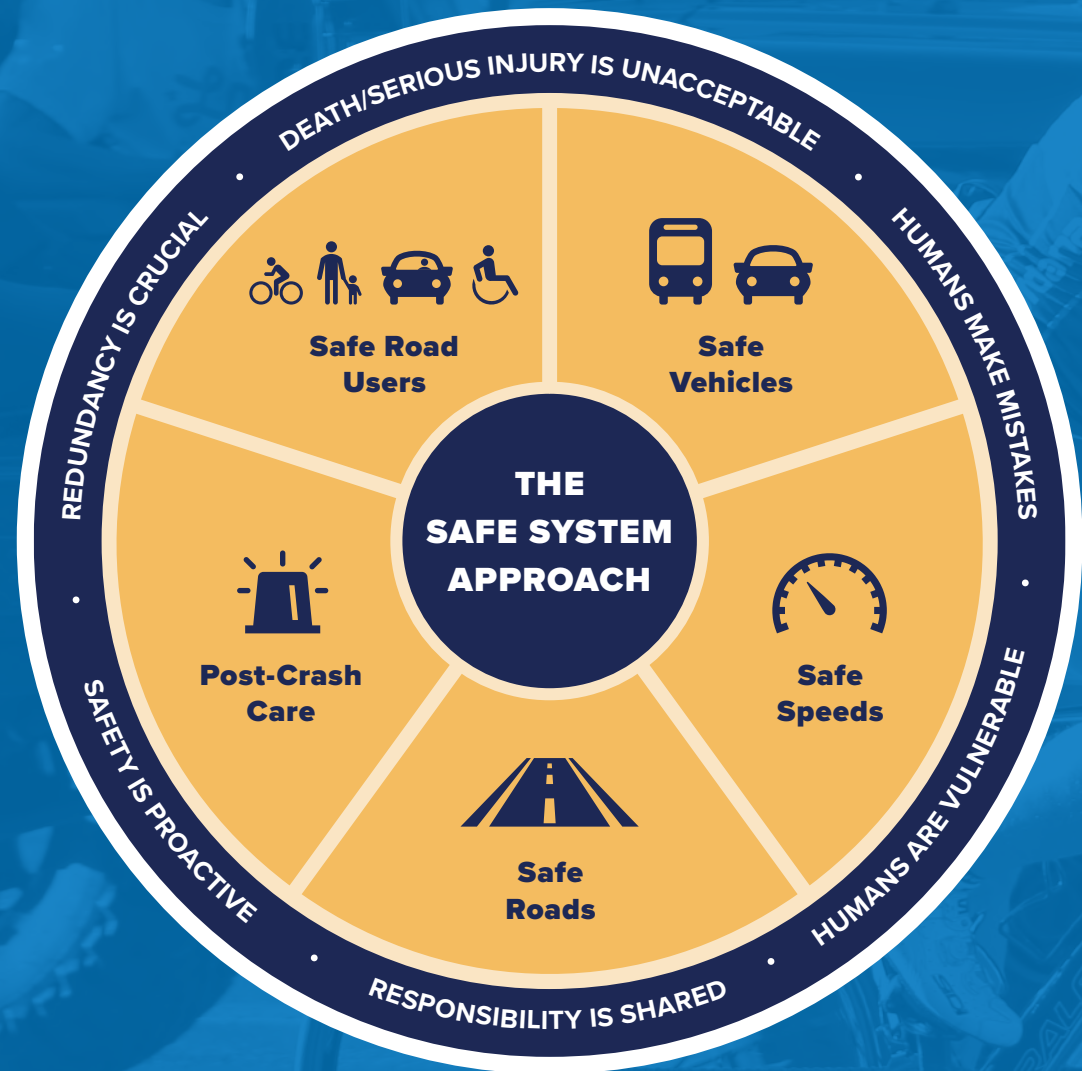 DEATH/SERIOUS INJURY IS UNACCEPTABLE
HUMANS MAKE MISTAKES
HUMANS ARE VULNERABLE
RESPONSIBILITY IS SHARED
SAFETY IS PROACTIVE
REDUNDANCY IS CRUCIAL
Safe Road
Users
Safe
Vehicles
THE
SAFE SYSTEM
APPROACH
Post-Crash
Care
Safe
Speeds
Safe
Roads